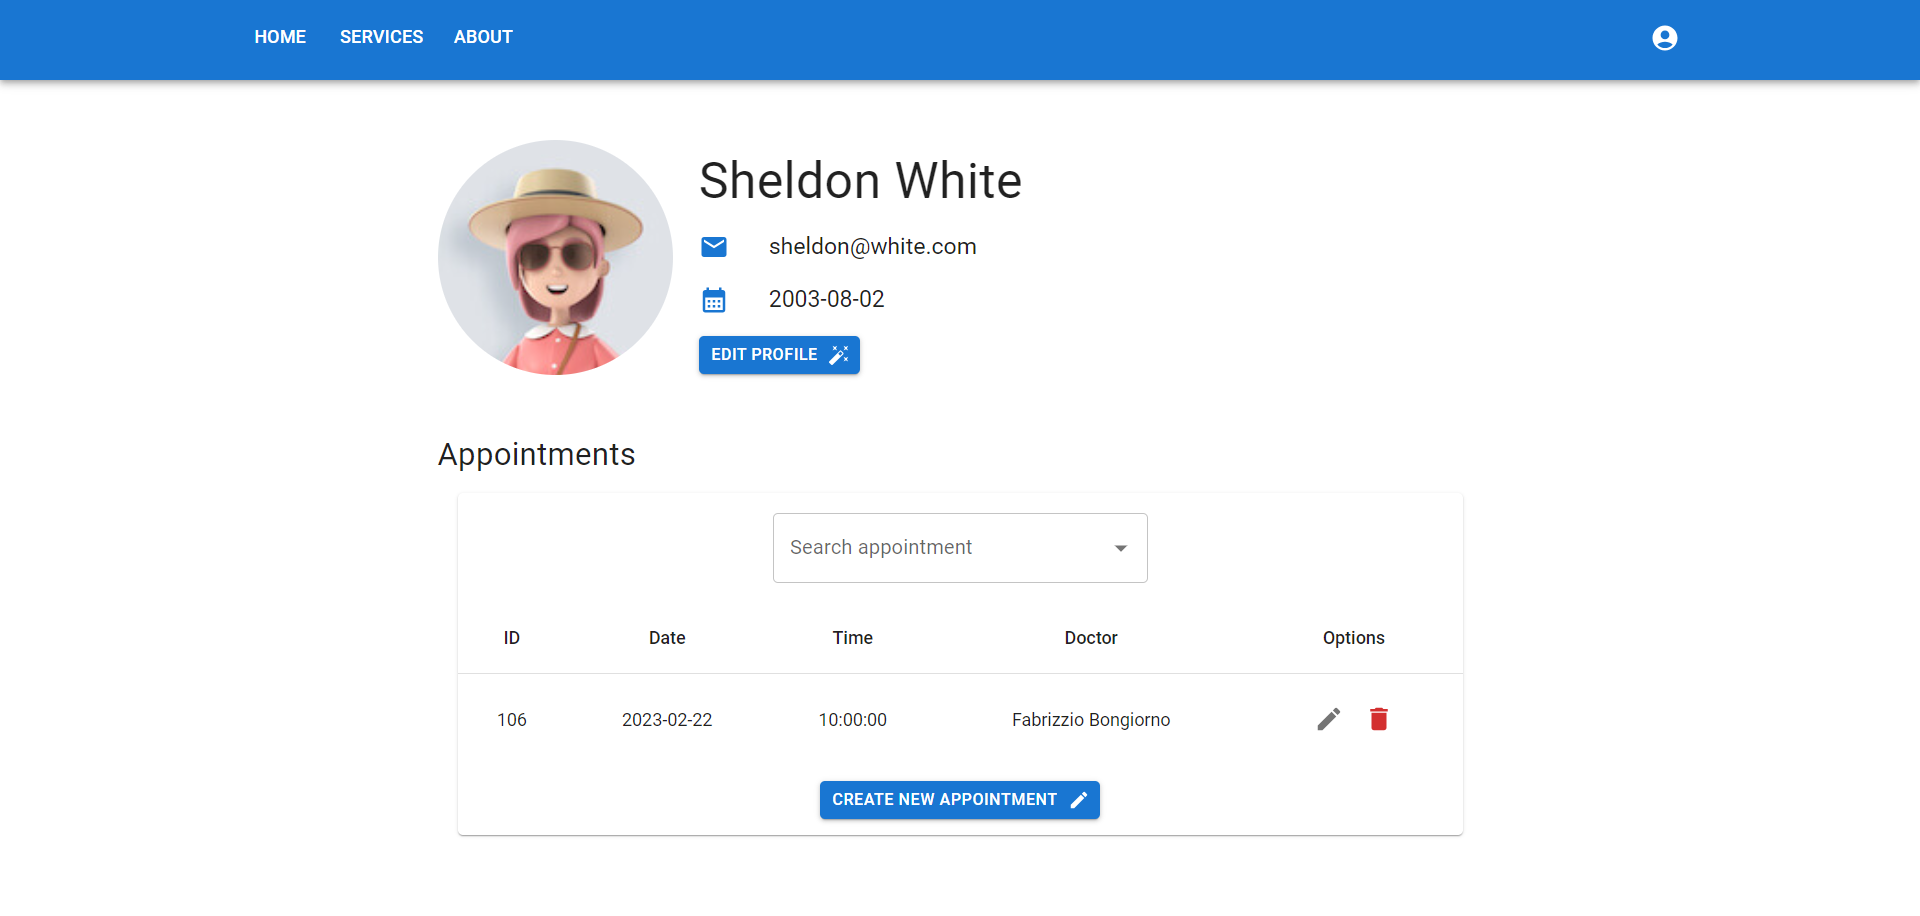 HOME SERVICES ABOUT
Sheldon White
sheldon@white.com
2003-08-02
EDIT PROFILE
Appointments
Search appointment
ID Date Time Doctor Options
106 2023-02-22 10:00:00 Fabrizzio Bongiorno
CREATE NEW APPOINTMENT